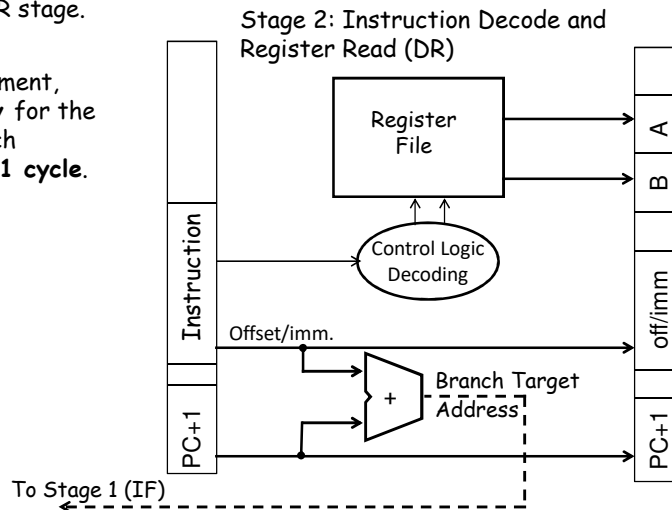 R stage.
ment,
y for the
ch
1 cycle.
Stage 2: Instruction Decode and
Register Read (DR)
Register
File
A
B
Control Logic
Decoding
Instruction
Offset/imm.
off/imm
+
Branch Target
Address
PC+1
PC+1
To Stage 1 (IF)